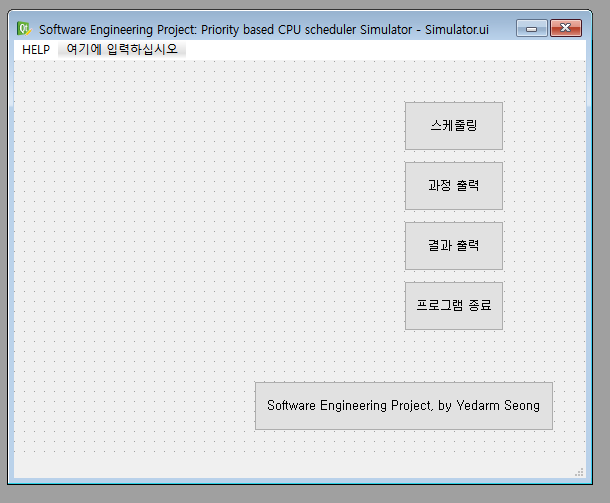 Software Engineering Project: Priority based CPU scheduler Simulator - Simulator.ui
HELP 여기에 입력하십시오
스케줄링
과정 출력
결과 출력
프로그램 종료
Software Engineering Project, by Yedarm Seong